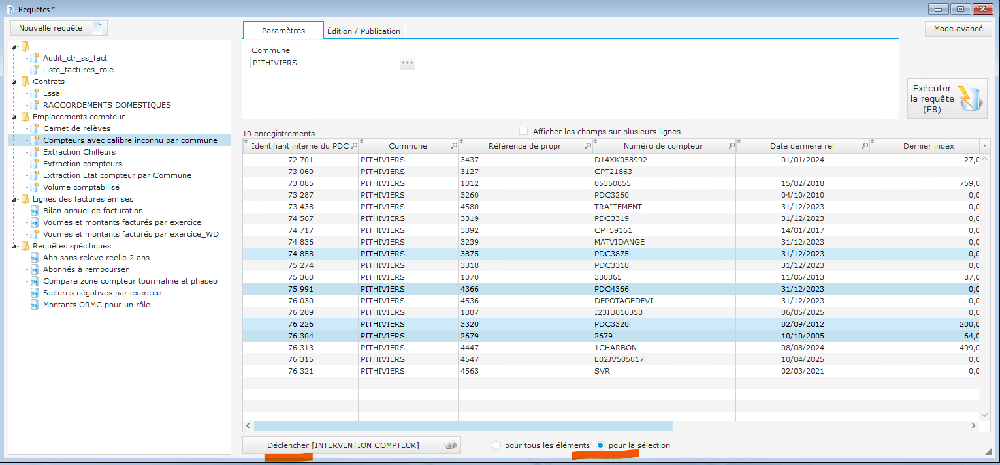 Requêtes *
Nouvelle requête
Audit_ctr_ss_fact
Liste_factures_role
Contrats
Essai
RACCORDEMENTS DOMESTIQUES
Emplacements compteur
Carnet de relèves
Compteurs avec calibre inconnu par commune
Extraction Chilleurs
Extraction compteurs
Extraction Etat compteur par Commune
Volume comptabilisé
Lignes des factures émises
Bilan annuel de facturation
Voumes et montants facturés par exercice
Voumes et montants facturés par exercice_WD
Requêtes spécifiques
Abn sans releve reelle 2 ans
Abonnés à rembourser
Compare zone compteur tourmaline et phaseo
Factures négatives par exercice
Montants ORMC pour un rôle
Paramètres Édition / Publication
Mode avancé
Commune
PITHIVIERS
Exécuter
la requête
(F8)
19 enregistrements Afficher les champs sur plusieurs lignes
Identifiant interne du PDC Commune Référence de propr Numéro de compteur Date derniere rel Dernier index
72 701 PITHIVIERS 3437 D14XK058992 01/01/2024 27,0
73 060 PITHIVIERS 3127 CPT21863
73 085 PITHIVIERS 1012 05350855 15/02/2018 759,0
73 287 PITHIVIERS 3260 PDC3260 04/10/2010 0,0
73 438 PITHIVIERS 4580 TRAITEMENT 31/12/2023 0,0
74 567 PITHIVIERS 3319 PDC3319 31/12/2023 0,0
74 717 PITHIVIERS 3892 CPT59161 14/01/2017 0,0
74 836 PITHIVIERS 3239 MATVIDANGE 31/12/2023 0,0
74 858 PITHIVIERS 3875 PDC3875 31/12/2023 0,0
75 274 PITHIVIERS 3318 PDC3318 31/12/2023 0,0
75 360 PITHIVIERS 1070 380865 11/06/2013 87,0
75 991 PITHIVIERS 4366 PDC4366 31/12/2023 0,0
76 030 PITHIVIERS 4536 DEPOTAGEDFVI 31/12/2023 0,0
76 209 PITHIVIERS 1887 I23IU016358 06/05/2025 0,0
76 226 PITHIVIERS 3320 PDC3320 02/09/2012 200,0
76 304 PITHIVIERS 2679 2679 10/10/2005 64,0
76 313 PITHIVIERS 4447 1CHARBON 08/08/2024 499,0
76 315 PITHIVIERS 4547 E02JV505817 10/04/2025 0,0
76 321 PITHIVIERS 4563 SVR 02/03/2021 0,0
Déclencher [INTERVENTION COMPTEUR] pour tous les éléments pour la sélection